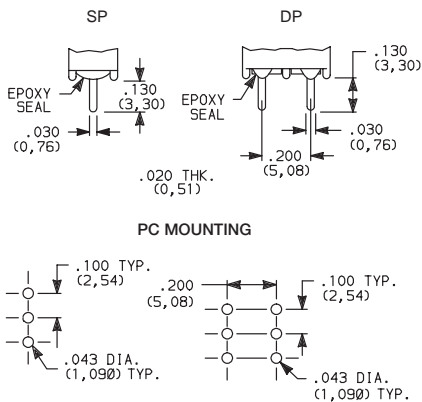 SP
DP
.130
(3,30)
EPOXY
SEAL
.130
(3,30)
EPOXY
SEAL
.030
(0,76)
.030
(0,76)
.200
(5,08)
.020 THK.
(0,51)
PC MOUNTING
.100 TYP.
(2,54)
.200
(5,08)
.100 TYP.
(2,54)
.043 DIA.
(1,090) TYP.
.043 DIA.
(1,090) TYP.